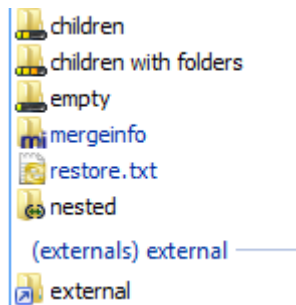 children
children with folders
empty
mergeinfo
restore.txt
nested
(externals) external
external